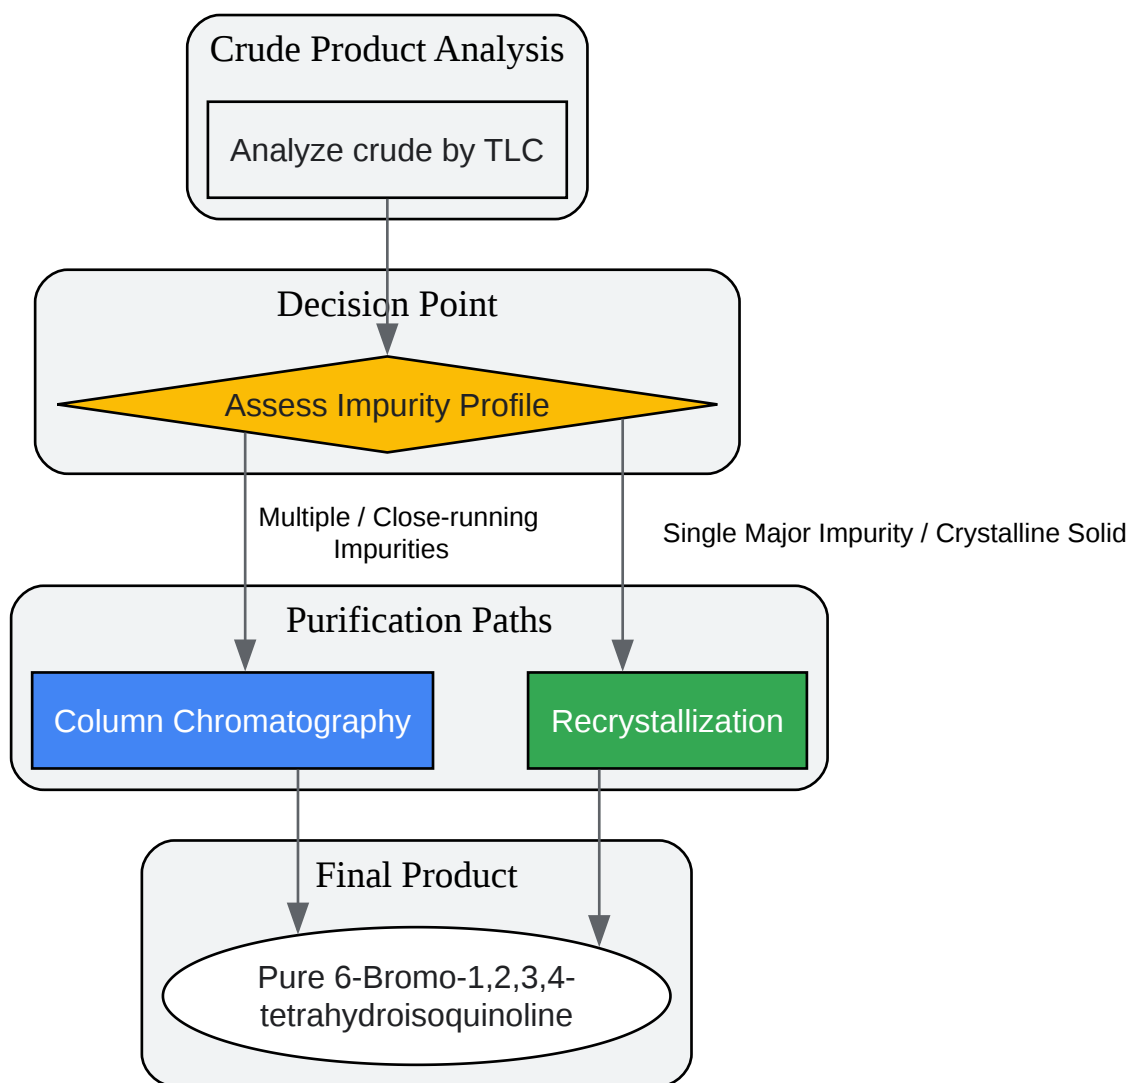 Crude Product Analysis
Analyze crude by TLC
Decision Point
Assess Impurity Profile
Multiple / Close-running
Impurities
Single Major Impurity / Crystalline Solid
Purification Paths
Column Chromatography
Recrystallization
Final Product
Pure 6-Bromo-1,2,3,4-
tetrahydroisoquinoline